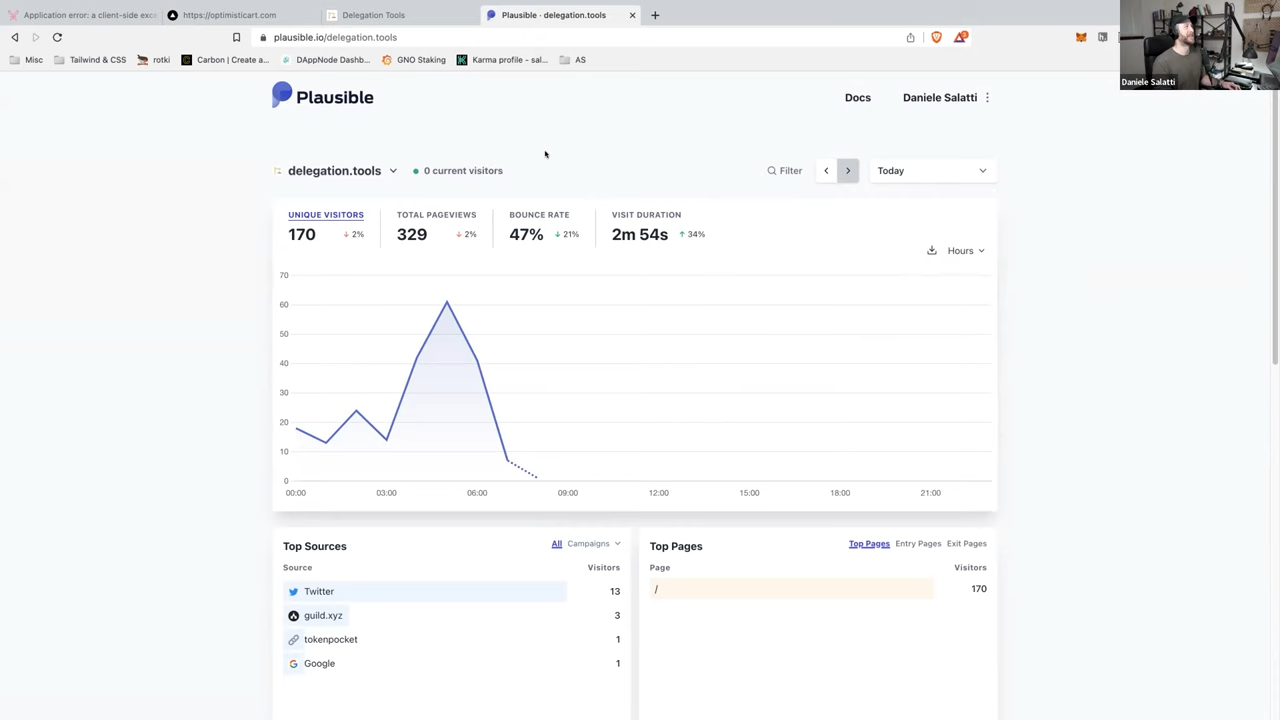 Application error: a client-side exc
https://optimisticart.com
Delegation Tools
Plausible · delegation.tools
plausible.io/delegation.tools
Misc
Tailwind & CSS
rotki
Carbon | Create a...
DAppNode Dashb...
GNO Staking
Karma profile - sal...
AS
Daniele Salatti
Plausible
Docs
Daniele Salatti
delegation.tools
0 current visitors
Filter
Today
UNIQUE VISITORS
170
2%
TOTAL PAGEVIEWS
329
2%
BOUNCE RATE
47%
21%
VISIT DURATION
2m 54s
34%
Hours
70
60
50
40
30
20
10
0
00:00
03:00
06:00
09:00
12:00
15:00
18:00
21:00
Top Sources
All
Campaigns
Source
Visitors
Twitter
13
guild.xyz
3
tokenpocket
1
Google
1
Top Pages
Top Pages
Entry Pages
Exit Pages
Page
Visitors
/
170